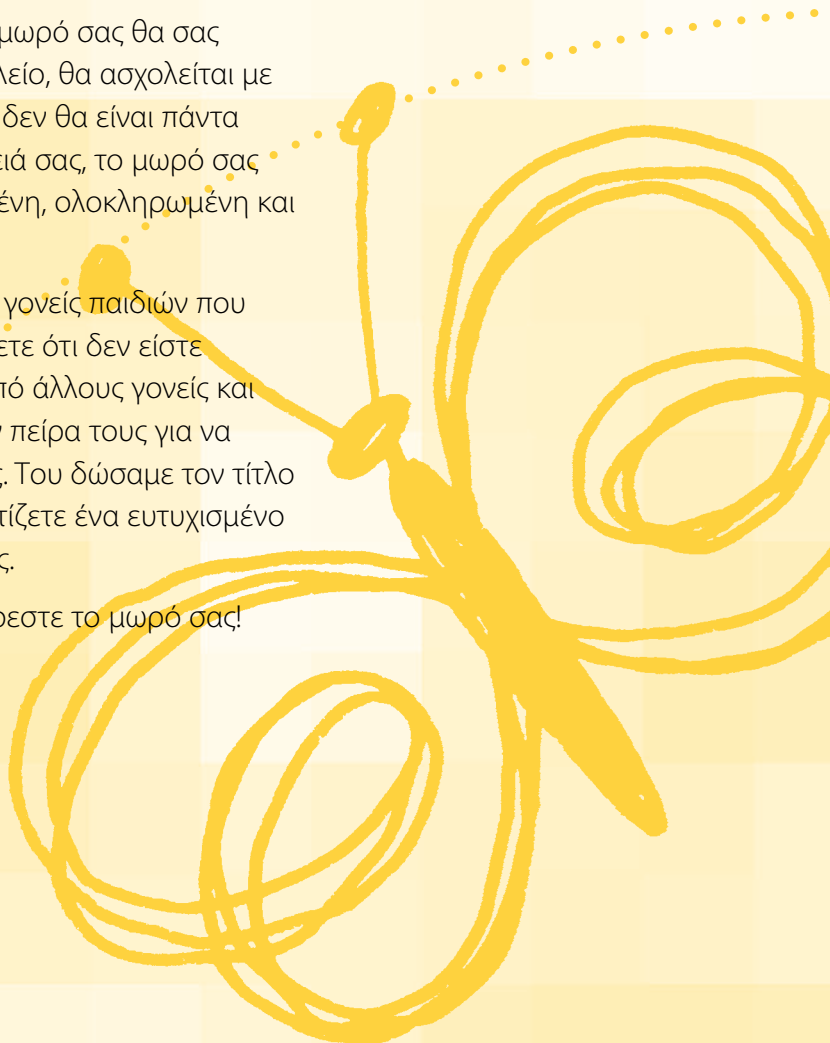 μωρό σας θα σας
λείο, θα ασχολείται με
δεν θα είναι πάντα
ειά σας, το μωρό σας
ένη, ολοκληρωμένη και
γονείς παιδιών που
ετε ότι δεν είστε
πό άλλους γονείς και
ν πείρα τους για να
ς. Του δώσαμε τον τίτλο
τίζετε ένα ευτυχισμένο
ς.
ρεστε το μωρό σας!